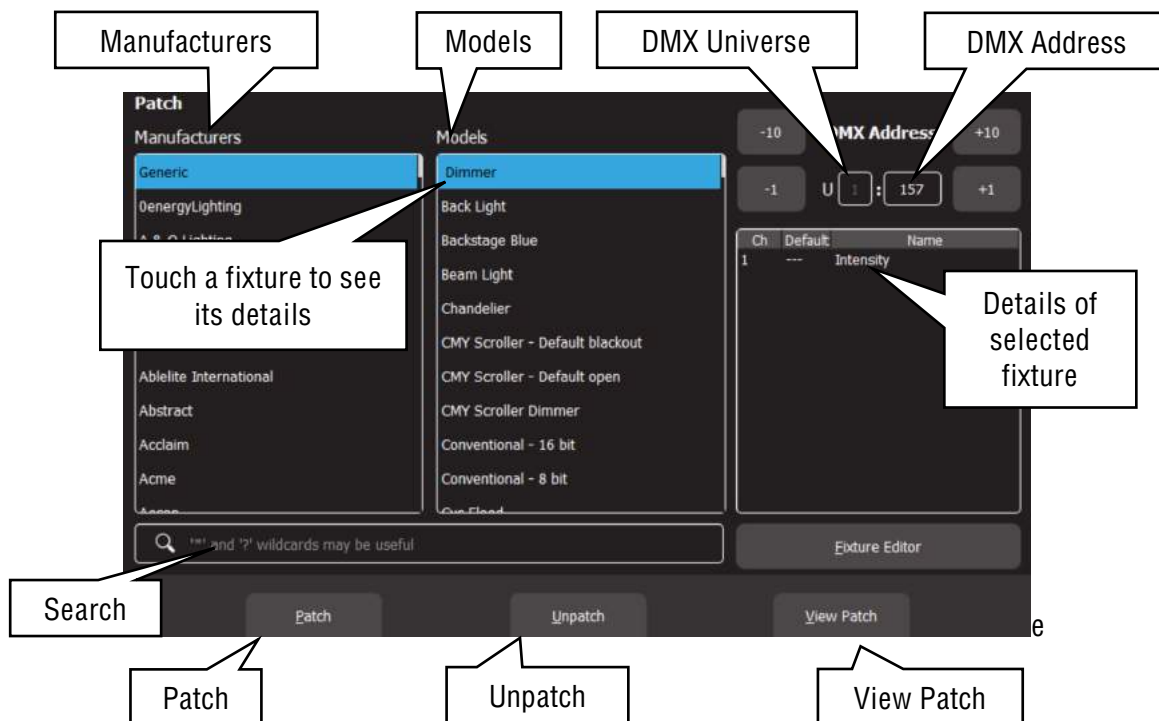 Manufacturers
Models
DMX Universe
DMX Address
Patch
Manufacturers
Models
-10
DMX Address
+10
Generic
Dimmer
-1
U
1
:
157
+1
0energyLighting
Back Light
Backstage Blue
Ch Default Name
1 --- Intensity
Touch a fixture to see
its details
Beam Light
Chandelier
Details of
selected
fixture
CMY Scroller - Default blackout
Ablelite International
CMY Scroller - Default open
Abstract
CMY Scroller Dimmer
Acclaim
Conventional - 16 bit
Acme
Conventional - 8 bit
'*' and '?' wildcards may be useful
Fixture Editor
Search
Patch
Unpatch
View Patch
e
Patch
Unpatch
View Patch